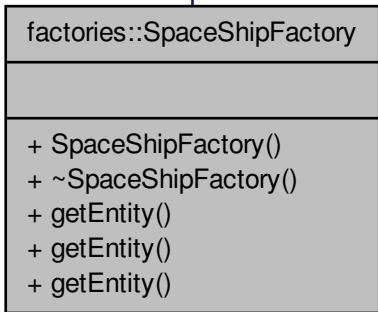 factories::SpaceShipFactory
+ SpaceShipFactory()
+ ~SpaceShipFactory()
+ getEntity()
+ getEntity()
+ getEntity()